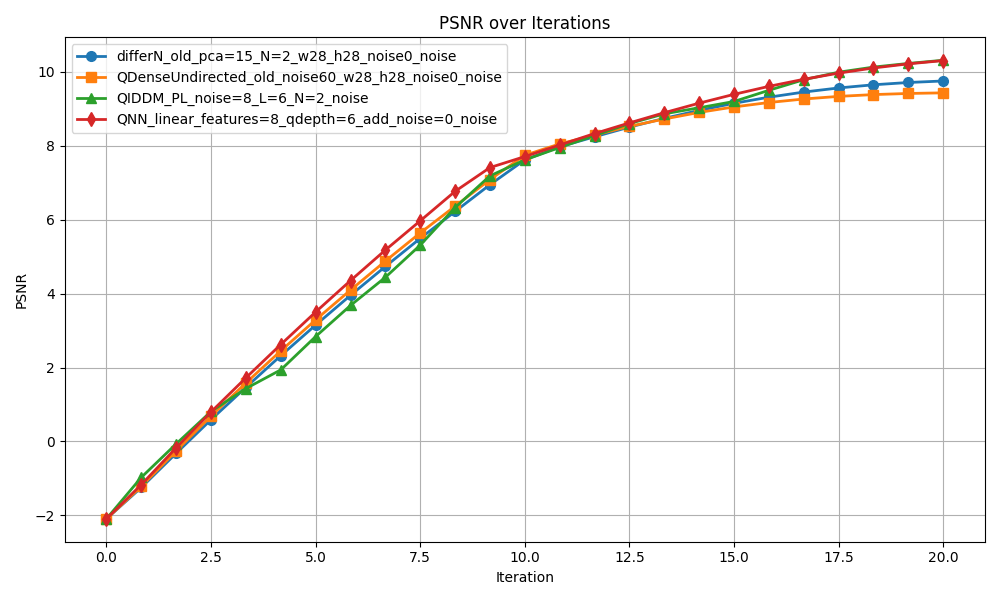 PSNR over Iterations
differN_old_pca=15_N=2_w28_h28_noise0_noise
QDenseUndirected_old_noise60_w28_h28_noise0_noise
QIDDM_PL_noise=8_L=6_N=2_noise
QNN_linear_features=8_qdepth=6_add_noise=0_noise
PSNR
10
8
6
4
2
0
−2
0.0 2.5 5.0 7.5 10.0 12.5 15.0 17.5 20.0
Iteration